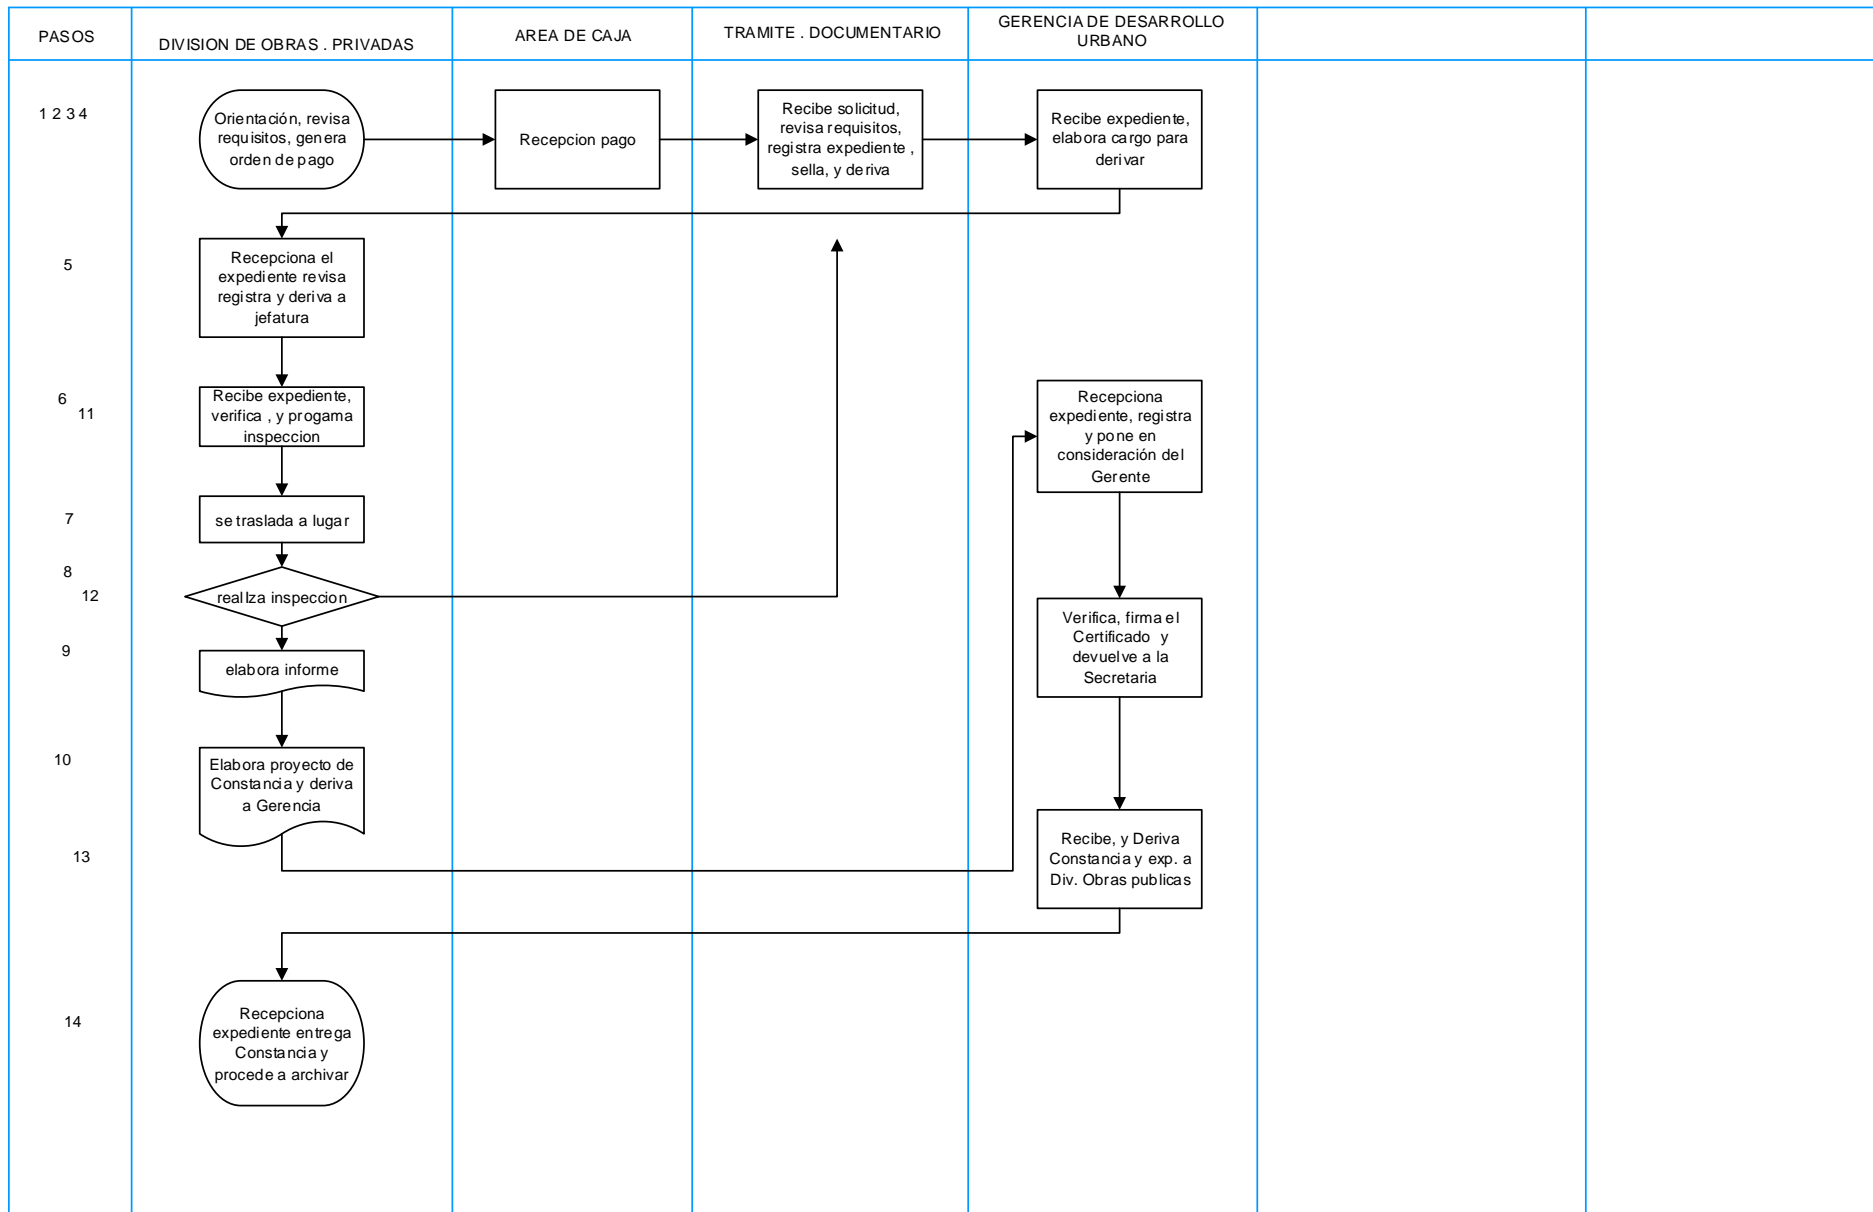 PASOS
DIVISION DE OBRAS . PRIVADAS
AREA DE CAJA
TRAMITE . DOCUMENTARIO
GERENCIA DE DESARROLLO
URBANO
1 2 3 4
Orientación, revisa
requisitos, genera
orden de pago
Recepcion pago
Recibe solicitud,
revisa requisitos,
registra expediente ,
sella, y deriva
Recibe expediente,
elabora cargo para
derivar
5
Recepciona el
expediente revisa
registra y deriva a
jefatura
6
11
Recibe expediente,
verifica , y progama
inspeccion
Recepciona
expediente, registra
y pone en
consideración del
Gerente
7
se traslada a lugar
8
12
realIza inspeccion
Verifica, firma el
Certificado y
devuelve a la
Secretaria
9
elabora informe
10
Elabora proyecto de
Constancia y deriva
a Gerencia
13
Recibe, y Deriva
Constancia y exp. a
Div. Obras publicas
14
Recepciona
expediente entrega
Constancia y
procede a archivar